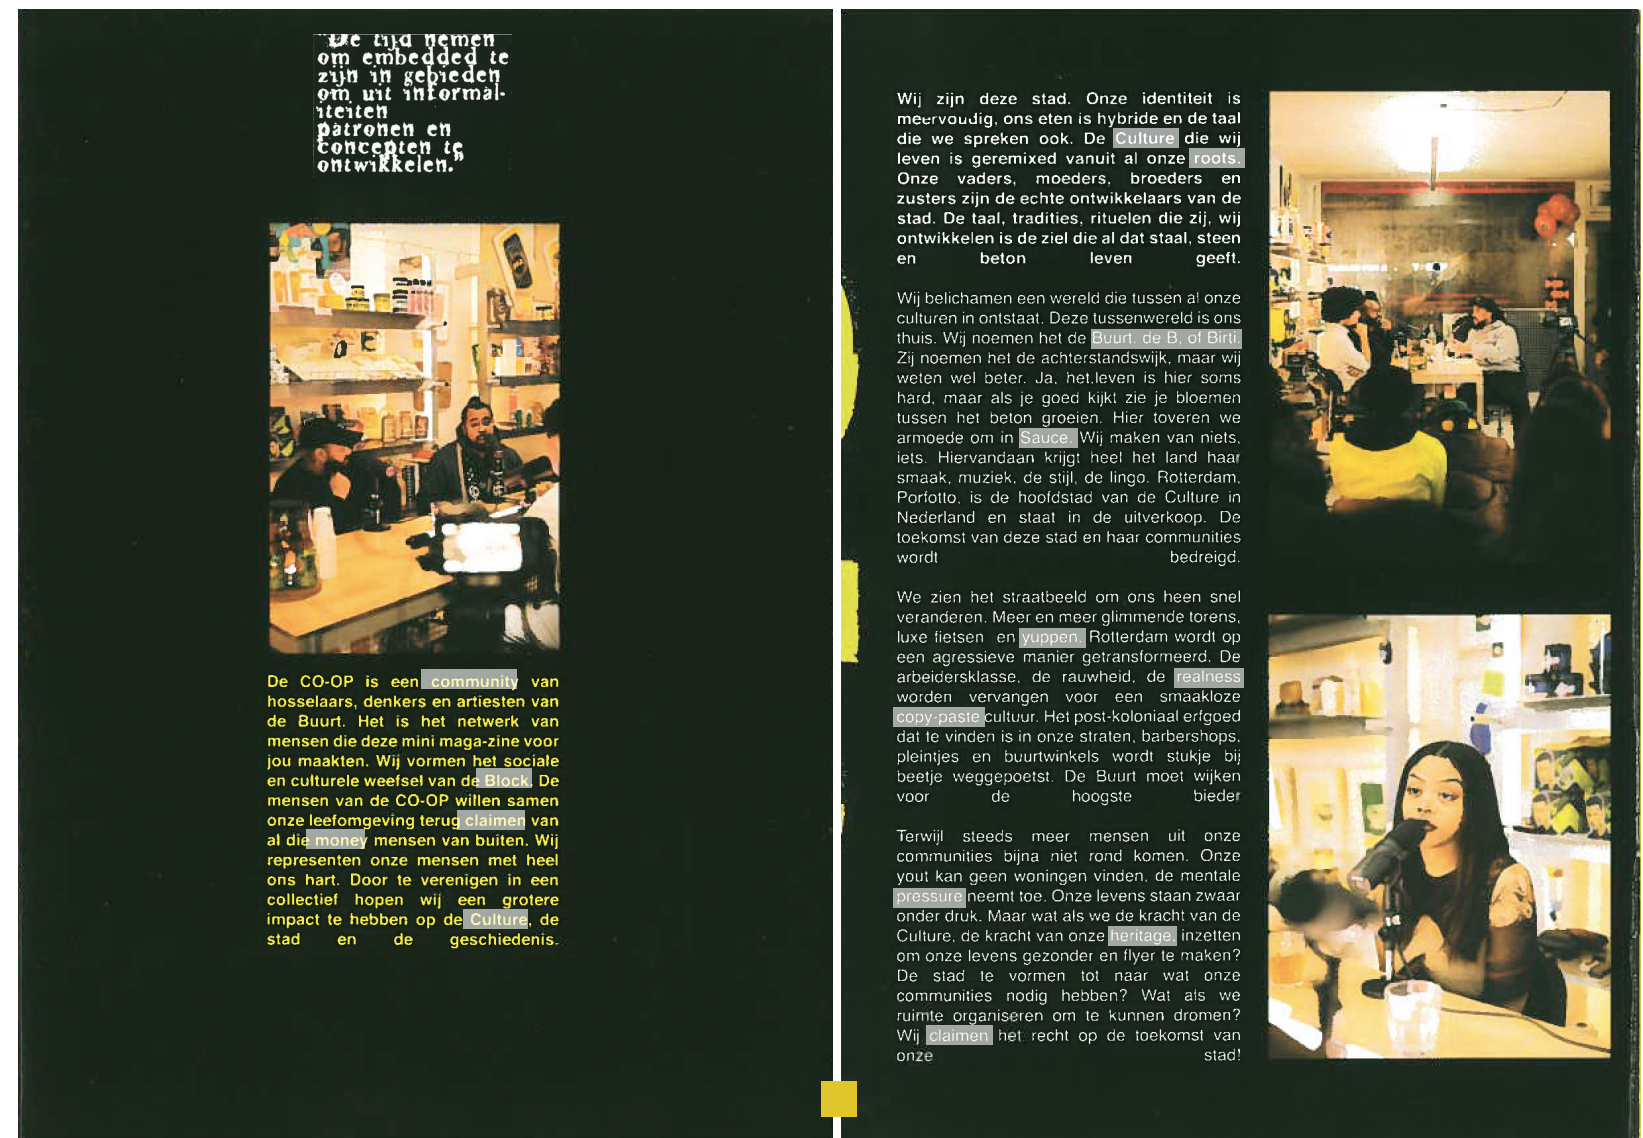 "De tijd nemen
om embedded te
zijn in gebieden
om uit informal-
iteiten
patronen en
concepten te
ontwikkelen."
De CO-OP is een community van
hosselaars, denkers en artiesten van
de Buurt. Het is het netwerk van
mensen die deze mini maga-zine voor
jou maakten. Wij vormen het sociale
en culturele weefsel van de Block. De
mensen van de CO-OP willen samen
onze leefomgeving terug claimen van
al die money mensen van buiten. Wij
representen onze mensen met heel
ons hart. Door te verenigen in een
collectief hopen wij een grotere
impact te hebben op de Culture, de
stad en de geschiedenis.
Wij zijn deze stad. Onze identiteit is
meervoudig, ons eten is hybride en de taal
die we spreken ook. De Culture die wij
leven is geremixed vanuit al onze roots.
Onze vaders, moeders, broeders en
zusters zijn de echte ontwikkelaars van de
stad. De taal, tradities, rituelen die zij, wij
ontwikkelen is de ziel die al dat staal, steen
en beton leven geeft.
Wij belichamen een wereld die tussen al onze
culturen in ontstaat. Deze tussenwereld is ons
thuis. Wij noemen het de Buurt, de B, of Birti.
Zij noemen het de achterstandswijk, maar wij
weten wel beter. Ja, het leven is hier soms
hard, maar als je goed kijkt zie je bloemen
tussen het beton groeien. Hier toveren we
armoede om in Sauce. Wij maken van niets,
iets. Hiervandaan krijgt heel het land haar
smaak, muziek, de stijl, de lingo. Rotterdam,
Porfotto, is de hoofdstad van de Culture in
Nederland en staat in de uitverkoop. De
toekomst van deze stad en haar communities
wordt bedreigd.
We zien het straatbeeld om ons heen snel
veranderen. Meer en meer glimmende torens,
luxe fietsen en yuppen. Rotterdam wordt op
een agressieve manier getransformeerd. De
arbeidersklasse, de rauwheid, de realness
worden vervangen voor een smaakloze
copy-paste cultuur. Het post-koloniaal erfgoed
dat te vinden is in onze straten, barbershops,
pleintjes en buurtwinkels wordt stukje bij
beetje weggepoetst. De Buurt moet wijken
voor de hoogste bieder
Terwijl steeds meer mensen uit onze
communities bijna niet rond komen. Onze
yout kan geen woningen vinden, de mentale
pressure neemt toe. Onze levens staan zwaar
onder druk. Maar wat als we de kracht van de
Culture, de kracht van onze heritage, inzetten
om onze levens gezonder en flyer te maken?
De stad te vormen tot naar wat onze
communities nodig hebben? Wat als we
ruimte organiseren om te kunnen dromen?
Wij claimen het recht op de toekomst van
onze stad!